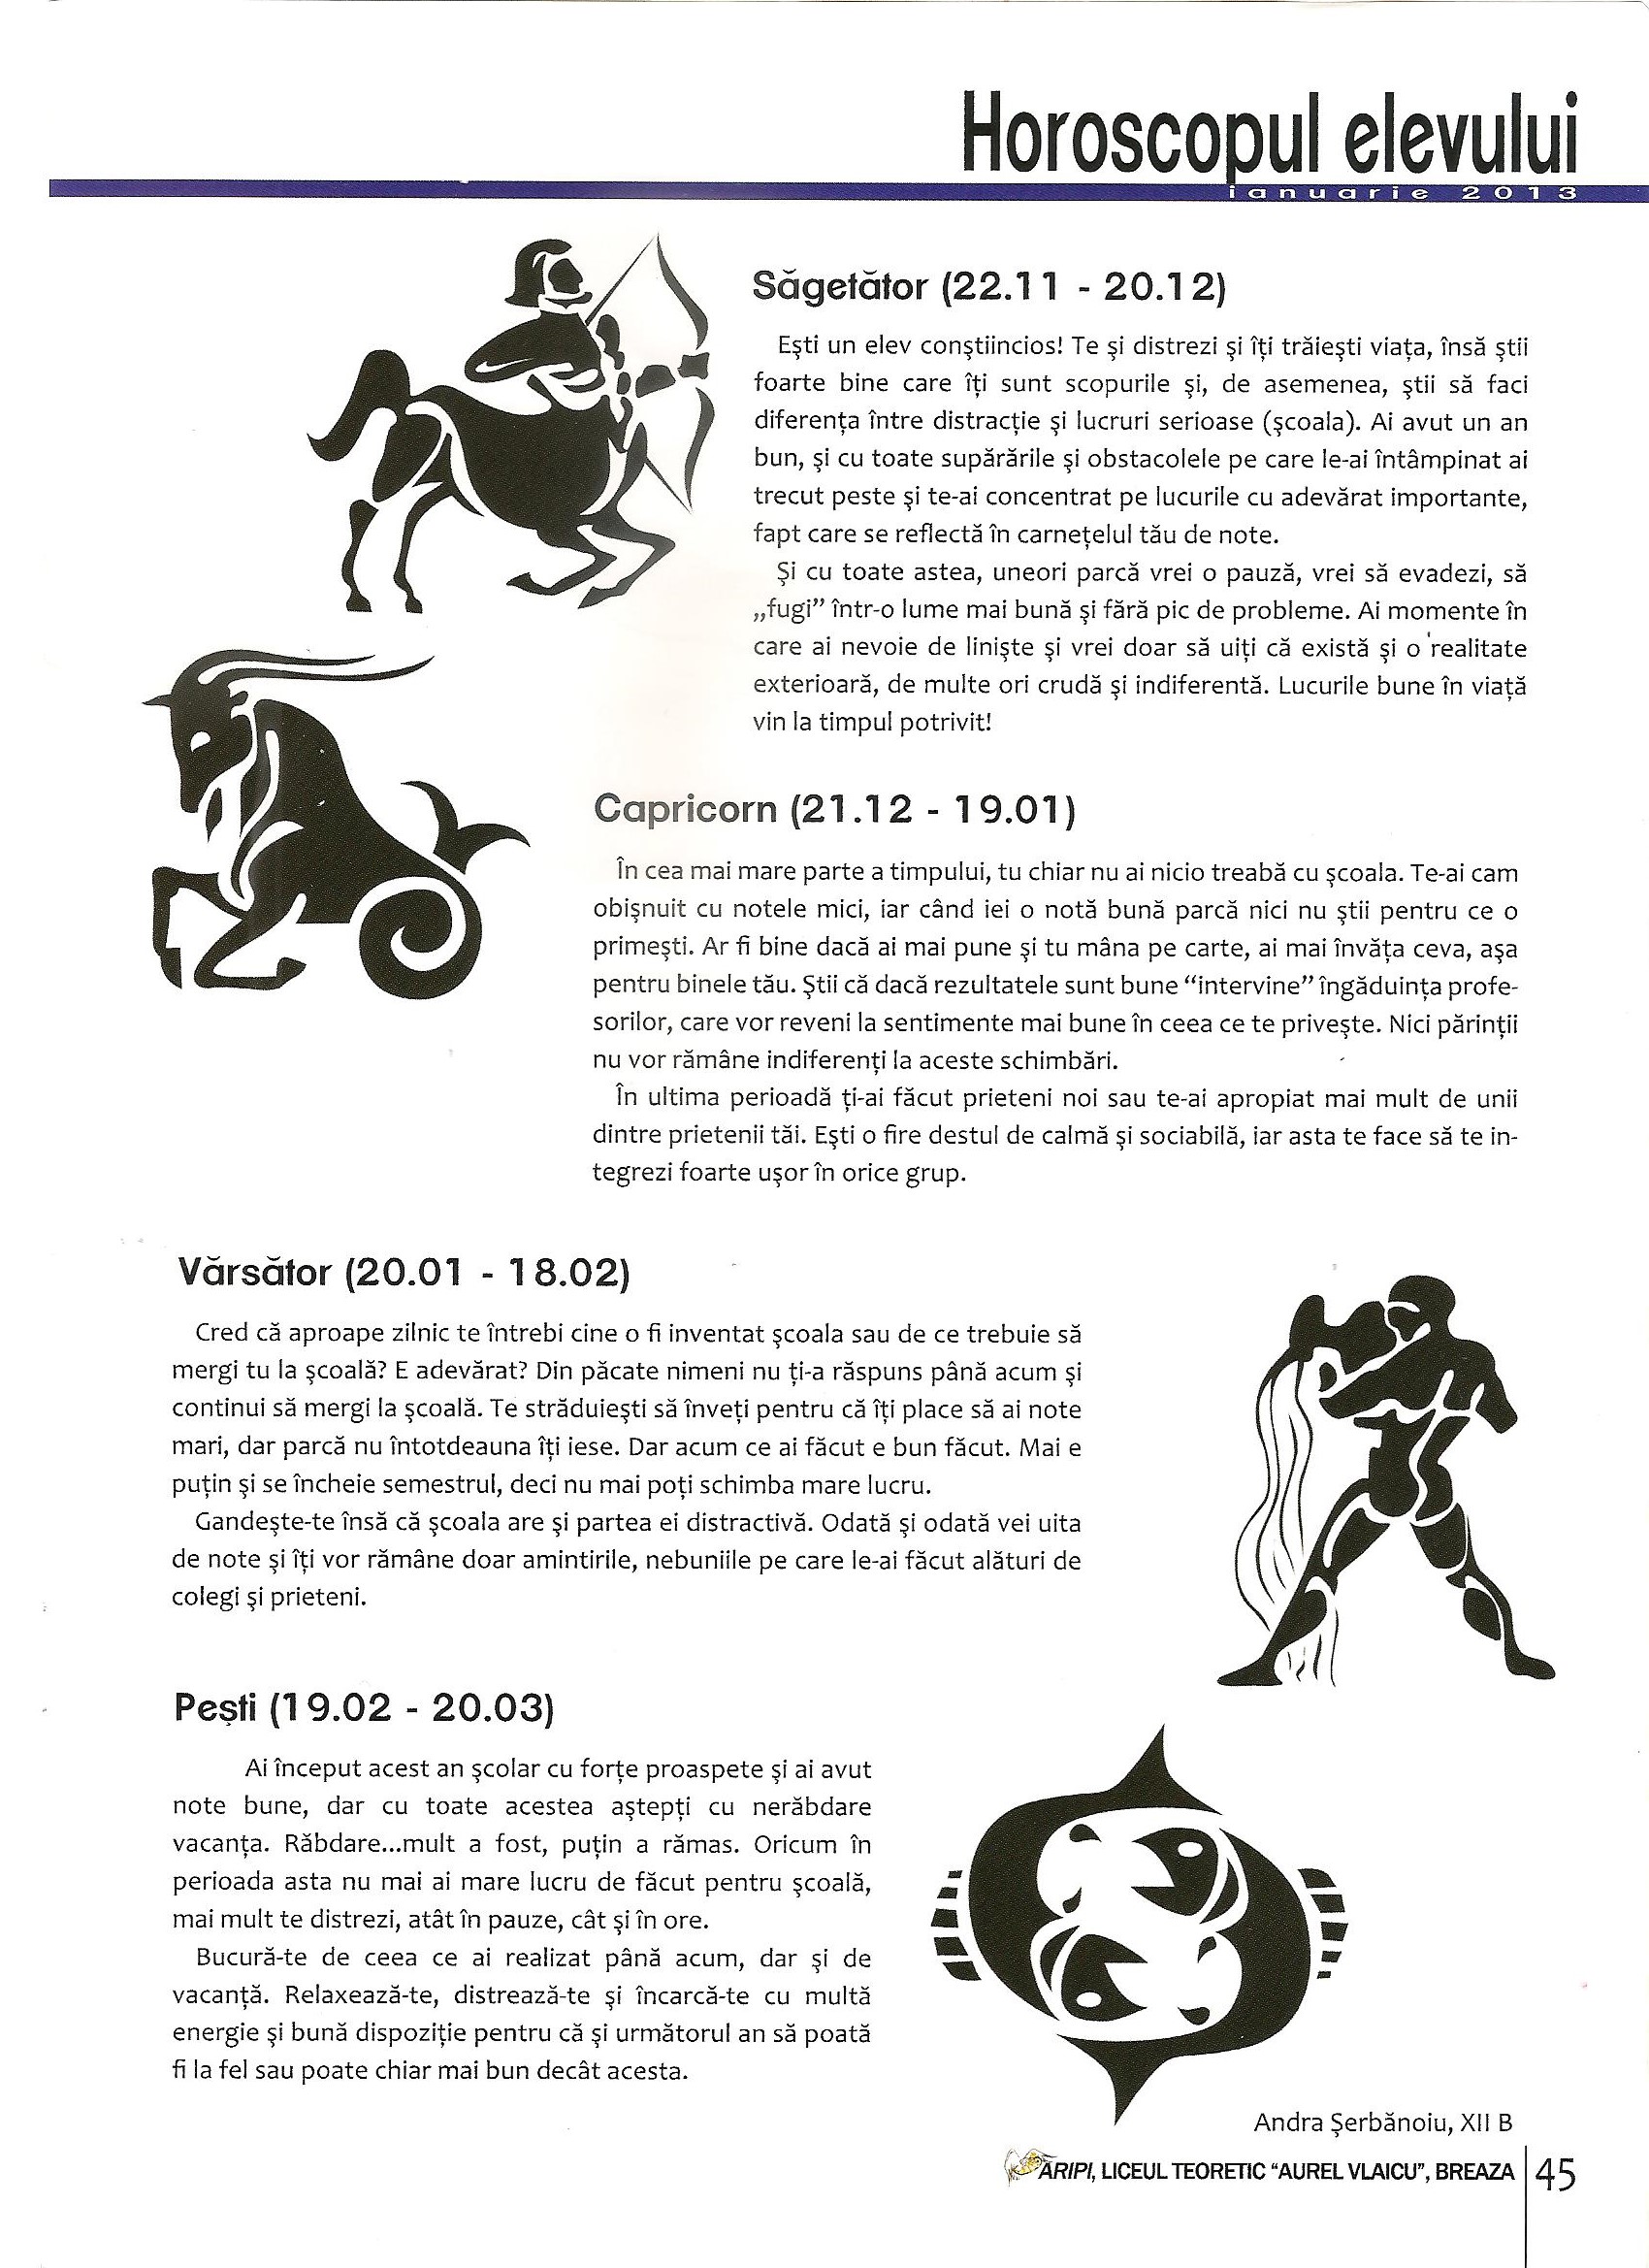 Horoscopul elevului
ianuarie 2013
Săgetător (22.11 - 20.12)
Eşti un elev conştiincios! Te şi distrezi şi îţi trăieşti viaţa, însă ştii
foarte bine care îţi sunt scopurile şi, de asemenea, ştii să faci
diferenţa între distracţie şi lucruri serioase (şcoala). Ai avut un an
bun, şi cu toate supărările şi obstacolele pe care le-ai întâmpinat ai
trecut peste şi te-ai concentrat pe lucurile cu adevărat importante,
fapt care se reflectă în carneţelul tău de note.
Şi cu toate astea, uneori parcă vrei o pauză, vrei să evadezi, să
„fugi” într-o lume mai bună şi fără pic de probleme. Ai momente în
care ai nevoie de linişte şi vrei doar să uiţi că există şi o realitate
exterioară, de multe ori crudă şi indiferentă. Lucurile bune în viaţă
vin la timpul potrivit!
Capricorn (21.12 - 19.01)
În cea mai mare parte a timpului, tu chiar nu ai nicio treabă cu şcoala. Te-ai cam
obişnuit cu notele mici, iar când iei o notă bună parcă nici nu ştii pentru ce o
primeşti. Ar fi bine dacă ai mai pune şi tu mâna pe carte, ai mai învăţa ceva, aşa
pentru binele tău. Ştii că dacă rezultatele sunt bune “intervine” îngăduinţa profe-
sorilor, care vor reveni la sentimente mai bune în ceea ce te priveşte. Nici părinţii
nu vor rămâne indiferenţi la aceste schimbări.
În ultima perioadă ţi-ai făcut prieteni noi sau te-ai apropiat mai mult de unii
dintre prietenii tăi. Eşti o fire destul de calmă şi sociabilă, iar asta te face să te in-
tegrezi foarte uşor în orice grup.
Vărsător (20.01 - 18.02)
Cred că aproape zilnic te întrebi cine o fi inventat şcoala sau de ce trebuie să
mergi tu la şcoală? E adevărat? Din păcate nimeni nu ţi-a răspuns până acum şi
continui să mergi la şcoală. Te străduieşti să înveţi pentru că îţi place să ai note
mari, dar parcă nu întotdeauna îţi iese. Dar acum ce ai făcut e bun făcut. Mai e
puţin şi se încheie semestrul, deci nu mai poţi schimba mare lucru.
Gandeşte-te însă că şcoala are şi partea ei distractivă. Odată şi odată vei uita
de note şi îţi vor rămâne doar amintirile, nebuniile pe care le-ai făcut alături de
colegi şi prieteni.
Peşti (19.02 - 20.03)
Ai început acest an şcolar cu forţe proaspete şi ai avut
note bune, dar cu toate acestea aştepţi cu nerăbdare
vacanţa. Răbdare...mult a fost, puţin a rămas. Oricum în
perioada asta nu mai ai mare lucru de făcut pentru şcoală,
mai mult te distrezi, atât în pauze, cât şi în ore.
Bucură-te de ceea ce ai realizat până acum, dar şi de
vacanţă. Relaxează-te, distrează-te şi încarcă-te cu multă
energie şi bună dispoziţie pentru că şi următorul an să poată
fi la fel sau poate chiar mai bun decât acesta.
Andra Şerbănoiu, XII B
ARIPI, LICEUL TEORETIC “AUREL VLAICU”, BREAZA 45